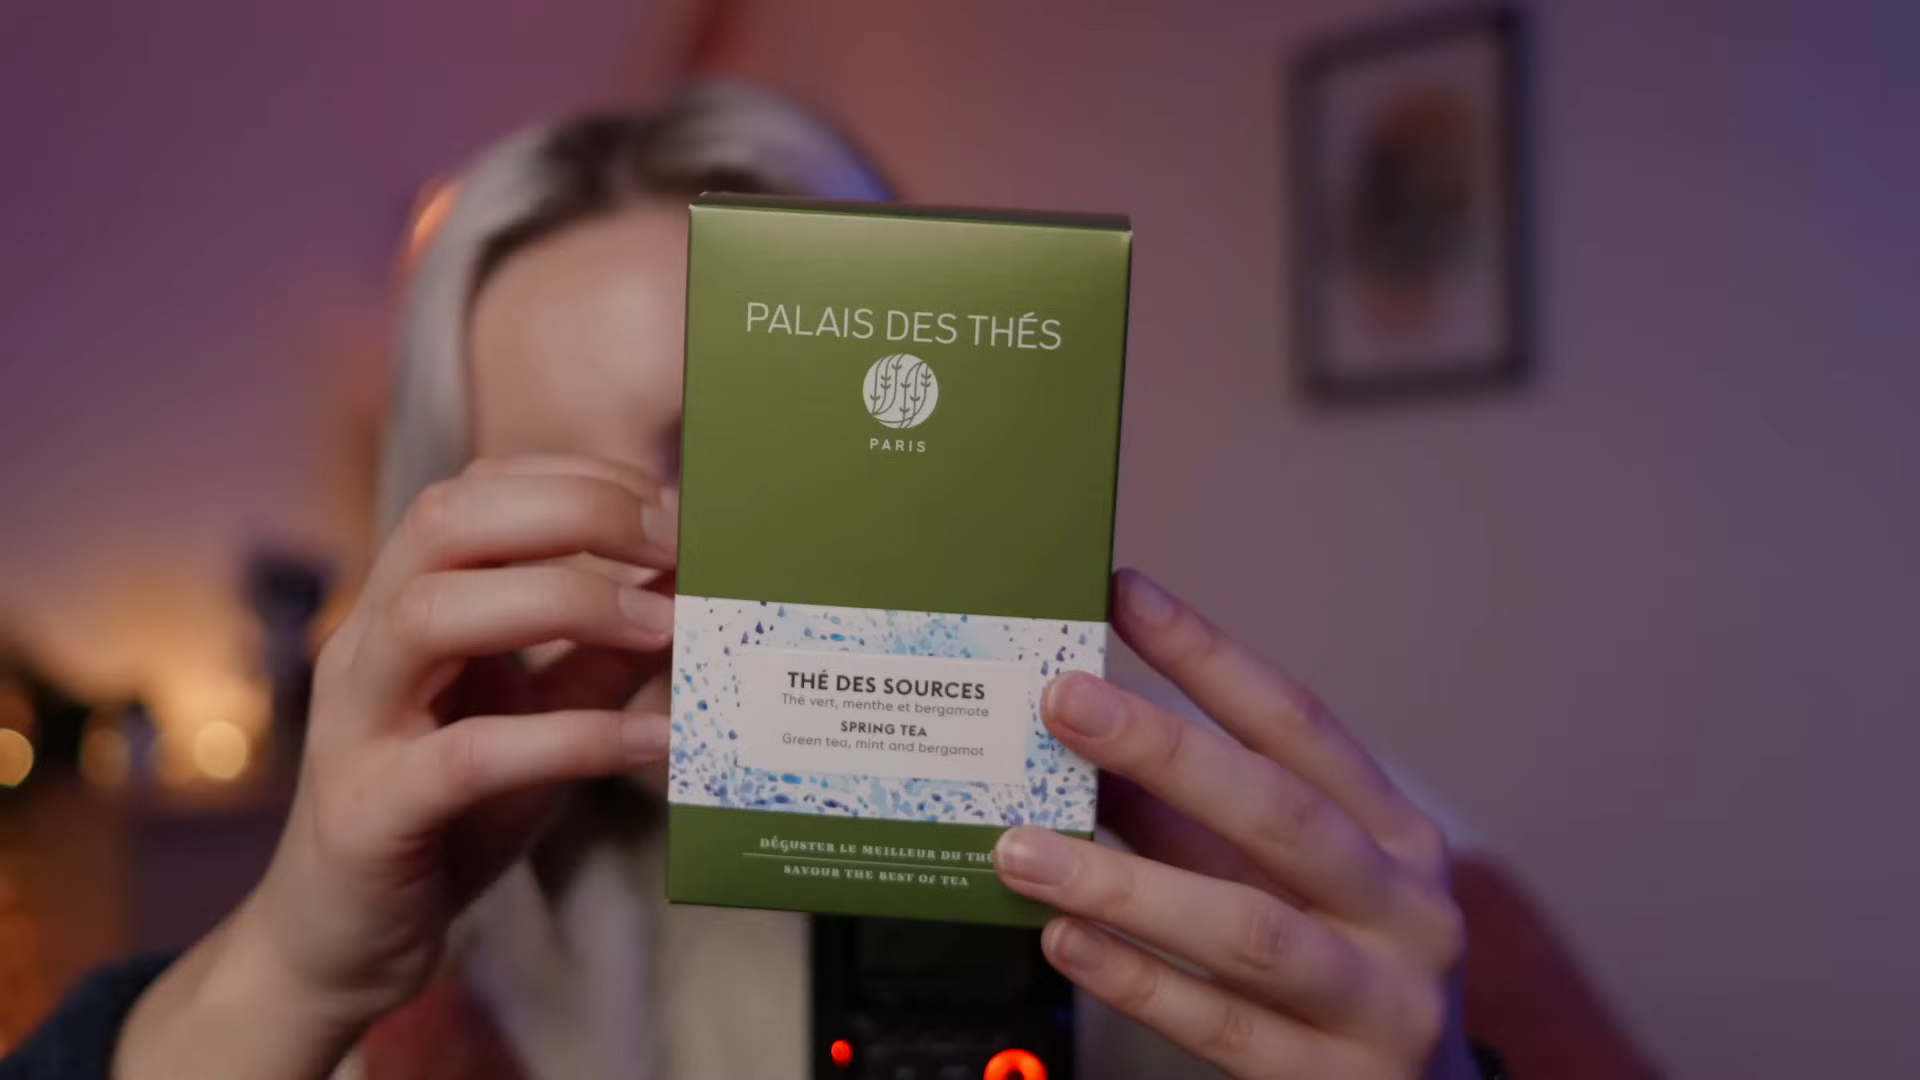 PALAIS DES THÉS
PARIS
THÉ DES SOURCES
Thé vert, menthe et bergamote
SPRING TEA
Green tea, mint and bergamot
DÉGUSTER LE MEILLEUR DU THÉ
SAVOUR THE BEST OF TEA